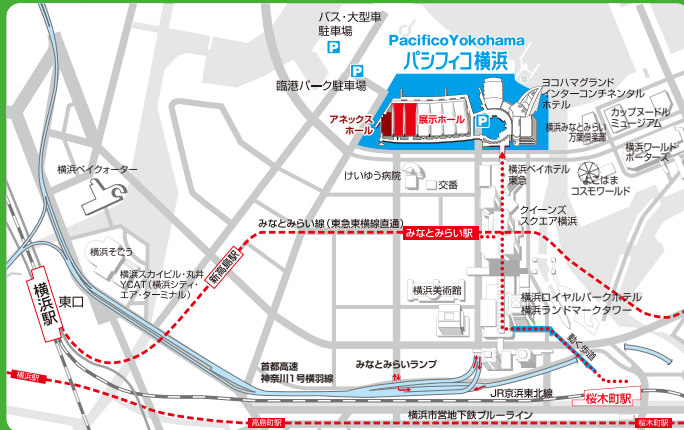 バス・大型車
駐車場
P
P
臨港パーク駐車場
PacificoYokohama
パシフィコ横浜
ヨコハマグランド
インターコンチネンタル
ホテル
カップヌードル
ミュージアム
アネックス
ホール
展示ホール
P
横浜みなとみらい
万葉倶楽部
横浜ワールド
ポーターズ
よこはま
コスモワールド
けいゆう病院
交番
横浜ベイホテル
東急
クイーンズ
スクエア横浜
横浜ベイクォーター
みなとみらい線(東急東横線直通)
みなとみらい駅
新高島駅
横浜そごう
横浜スカイビル・丸井
YCAT(横浜シティ・
エア・ターミナル)
横浜駅
東口
横浜美術館
横浜ロイヤルパークホテル
横浜ランドマークタワー
動く歩道
首都高速
神奈川1号横羽線
みなとみらいランプ
JR京浜東北線
桜木町駅
横浜駅
高島町駅
横浜市営地下鉄ブルーライン
桜木町駅